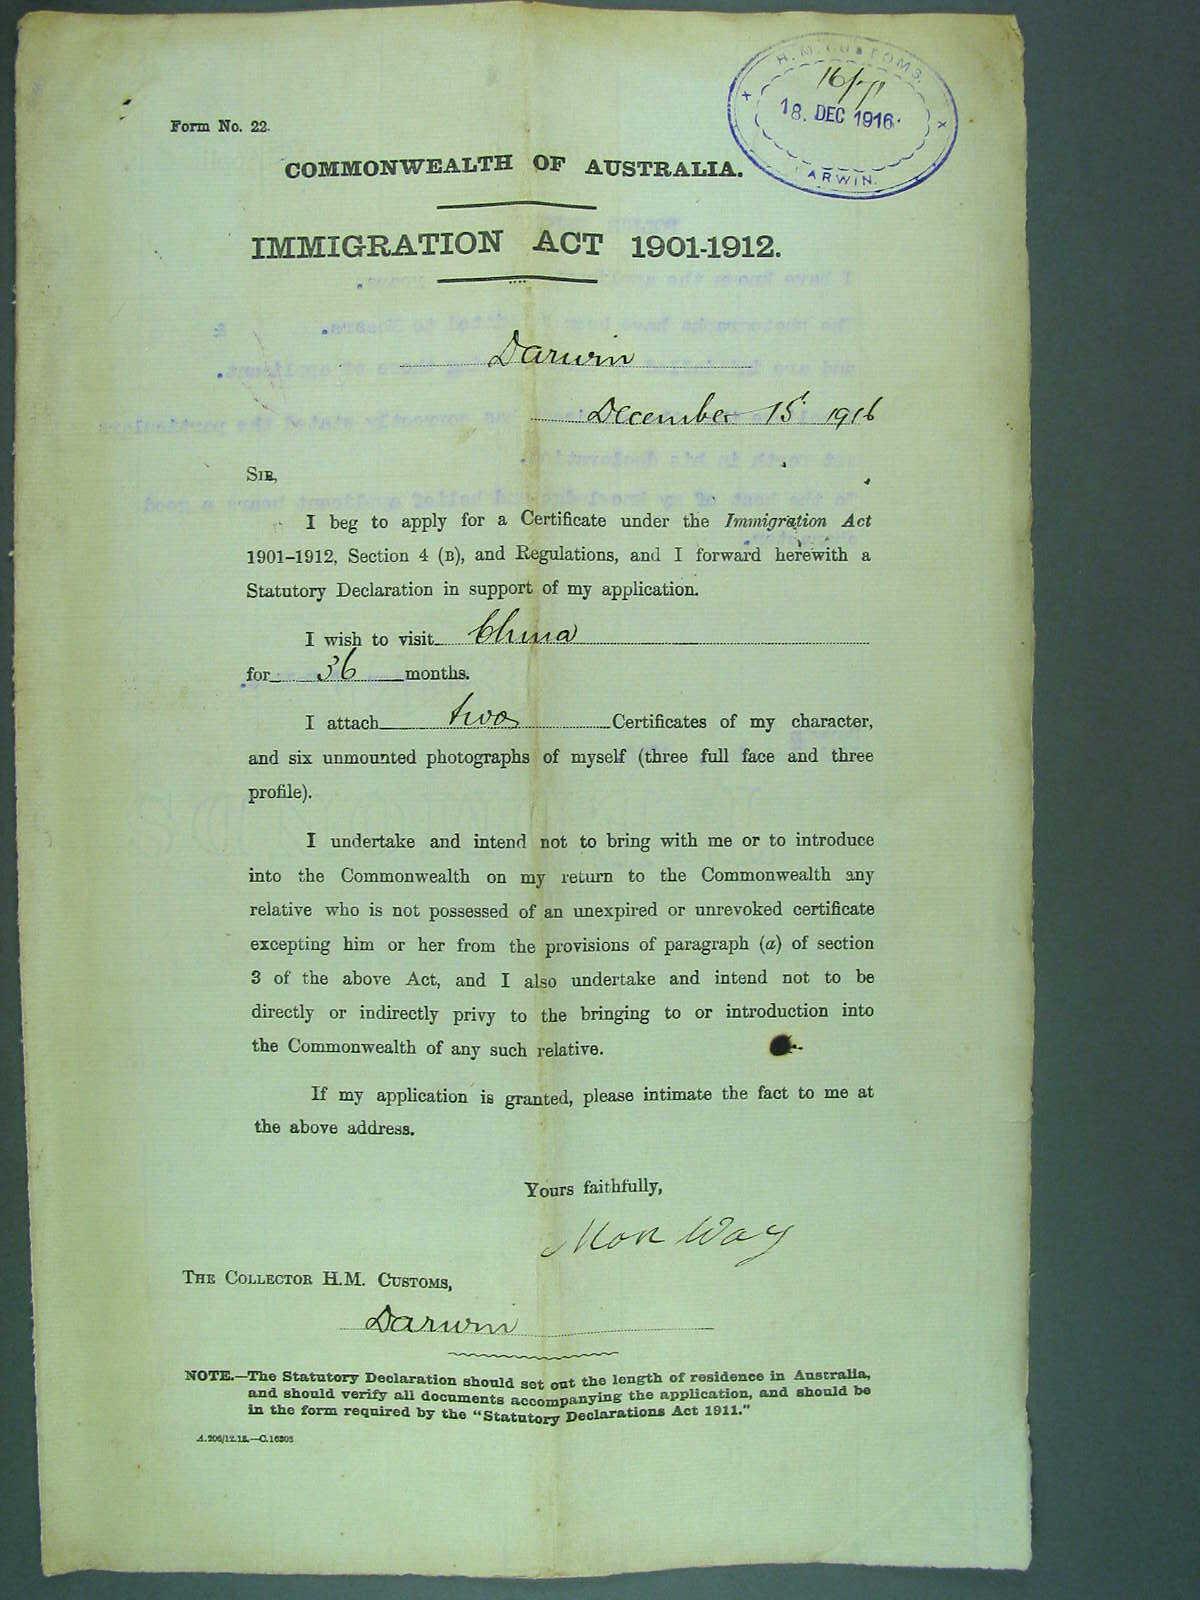 H. M. CUSTOMS.
18. DEC 1916.
DARWIN.
Form No. 22.
COMMONWEALTH OF AUSTRALIA.
IMMIGRATION ACT 1901-1912.
Darwin
December 15 1916
SIR,
I beg to apply for a Certificate under the Immigration Act
1901–1912, Section 4 (B), and Regulations, and I forward herewith a
Statutory Declaration in support of my application.
I wish to visit China
for 36 months.
I attach two Certificates of my character,
and six unmounted photographs of myself (three full face and three
profile).
I undertake and intend not to bring with me or to introduce
into the Commonwealth on my return to the Commonwealth any
relative who is not possessed of an unexpired or unrevoked certificate
excepting him or her from the provisions of paragraph (a) of section
3 of the above Act, and I also undertake and intend not to be
directly or indirectly privy to the bringing to or introduction into
the Commonwealth of any such relative.
If my application is granted, please intimate the fact to me at
the above address.
Yours faithfully,
Mon Way
THE COLLECTOR H.M. CUSTOMS,
Darwin
NOTE.—The Statutory Declaration should set out the length of residence in Australia,
and should verify all documents accompanying the application, and should be
in the form required by the "Statutory Declarations Act 1911."